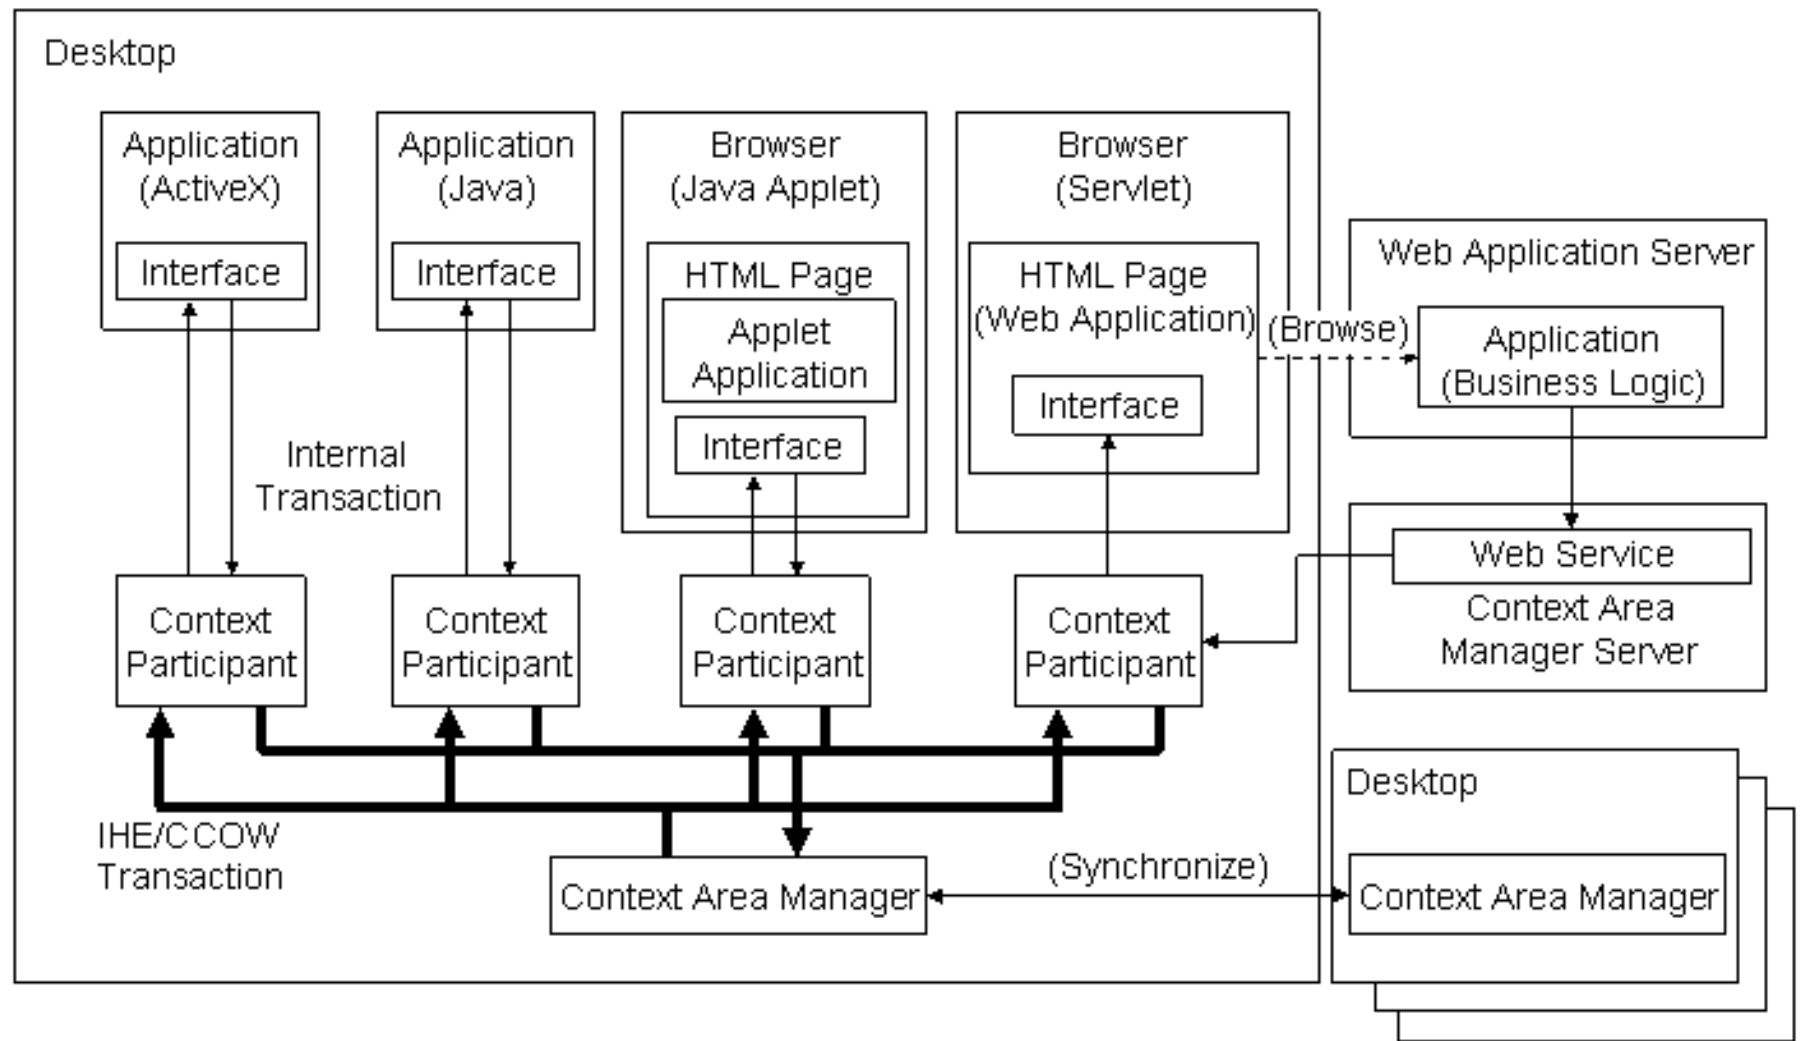 Desktop
Application
(ActiveX)
Interface
Application
(Java)
Interface
Browser
(Java Applet)
HTML Page
Applet
Application
Interface
Browser
(Servlet)
HTML Page
(Web Application)
Interface
(Browse)
Web Application Server
Application
(Business Logic)
Internal
Transaction
Web Service
Context Area
Manager Server
Context
Participant
Context
Participant
Context
Participant
Context
Participant
IHE/CCOW
Transaction
Context Area Manager
(Synchronize)
Desktop
Context Area Manager